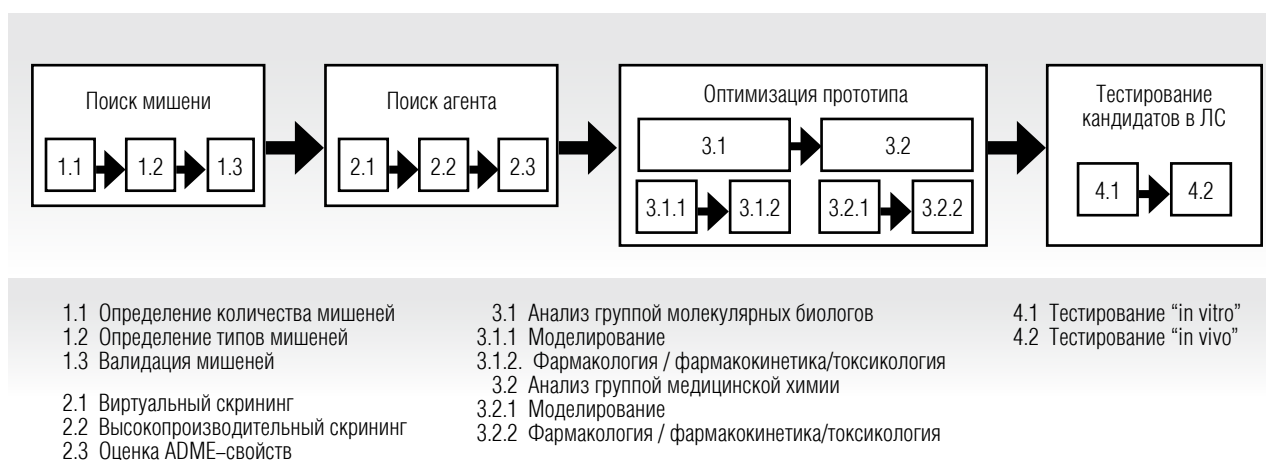 Поиск мишени
1.1
1.2
1.3
Поиск агента
2.1
2.2
2.3
Оптимизация прототипа
3.1
3.2
3.1.1
3.1.2
3.2.1
3.2.2
Тестирование
кандидатов в ЛС
4.1
4.2
1.1 Определение количества мишеней
1.2 Определение типов мишеней
1.3 Валидация мишеней
2.1 Виртуальный скрининг
2.2 Высокопроизводительный скрининг
2.3 Оценка ADME–свойств
3.1 Анализ группой молекулярных биологов
3.1.1 Моделирование
3.1.2. Фармакология / фармакокинетика/токсикология
3.2 Анализ группой медицинской химии
3.2.1 Моделирование
3.2.2 Фармакология / фармакокинетика/токсикология
4.1 Тестирование “in vitro”
4.2 Тестирование “in vivo”